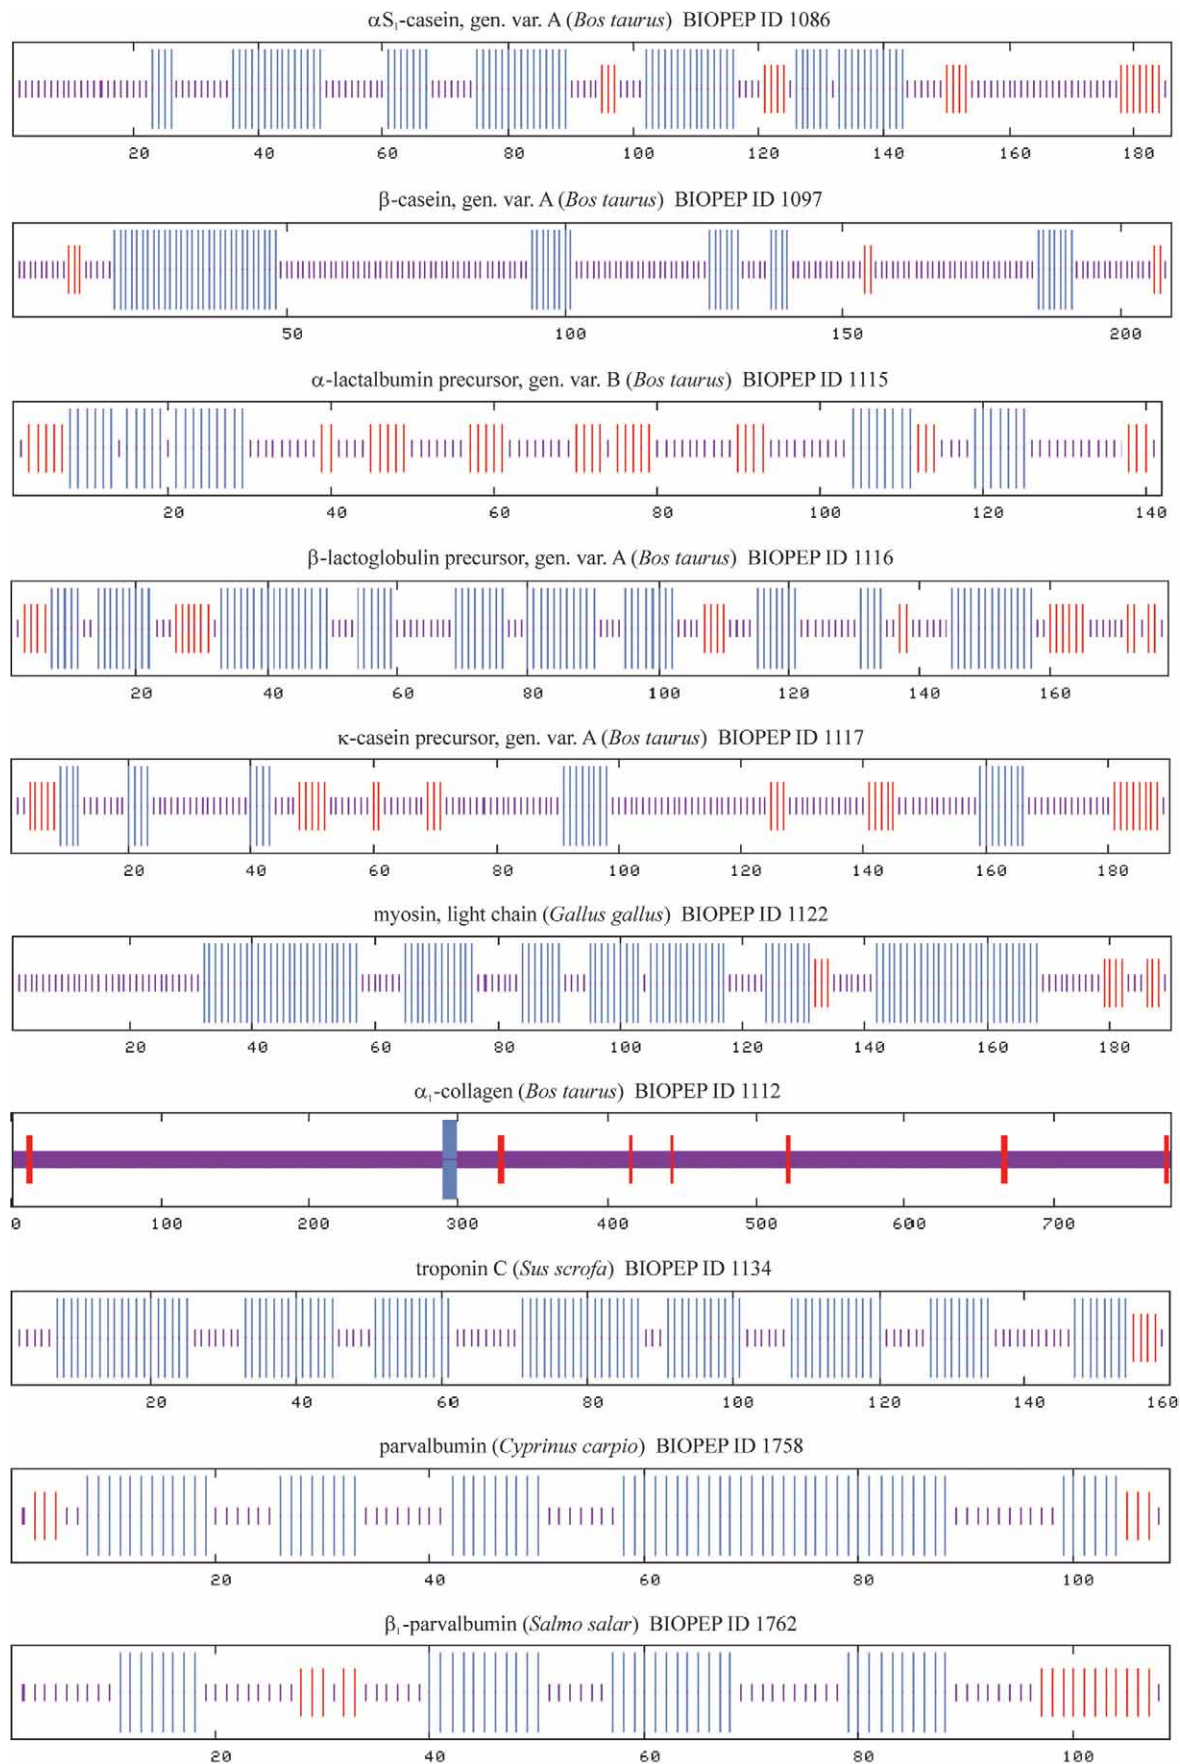 αS₁-casein, gen. var. A (Bos taurus) BIOPEP ID 1086
20 40 60 80 100 120 140 160 180
β-casein, gen. var. A (Bos taurus) BIOPEP ID 1097
50 100 150 200
α-lactalbumin precursor, gen. var. B (Bos taurus) BIOPEP ID 1115
20 40 60 80 100 120 140
β-lactoglobulin precursor, gen. var. A (Bos taurus) BIOPEP ID 1116
20 40 60 80 100 120 140 160
κ-casein precursor, gen. var. A (Bos taurus) BIOPEP ID 1117
20 40 60 80 100 120 140 160 180
myosin, light chain (Gallus gallus) BIOPEP ID 1122
20 40 60 80 100 120 140 160 180
α₁-collagen (Bos taurus) BIOPEP ID 1112
0 100 200 300 400 500 600 700
troponin C (Sus scrofa) BIOPEP ID 1134
20 40 60 80 100 120 140 160
parvalbumin (Cyprinus carpio) BIOPEP ID 1758
20 40 60 80 100
β₁-parvalbumin (Salmo salar) BIOPEP ID 1762
20 40 60 80 100